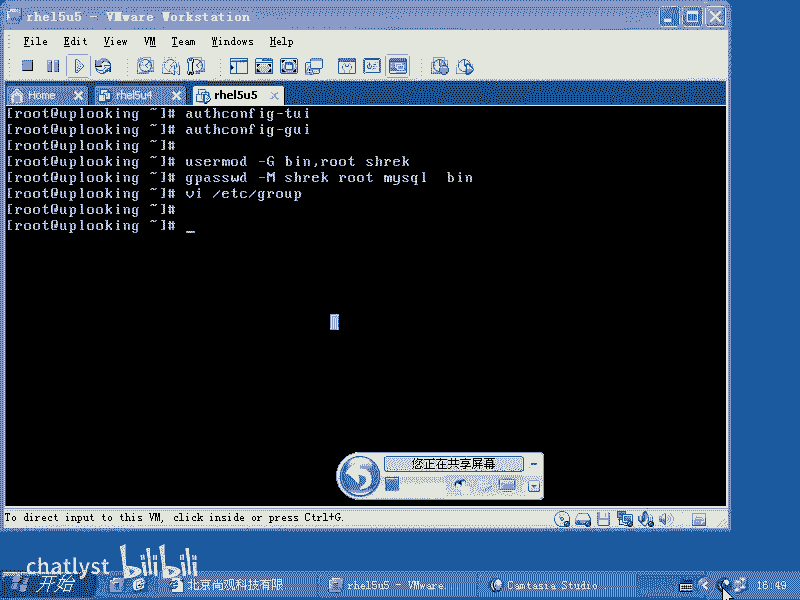 rhel5u5 - VMware Workstation
File Edit View VM Team Windows Help
Home rhel5u4 rhel5u5
[root@uplooking ~]# authconfig-tui
[root@uplooking ~]# authconfig-gui
[root@uplooking ~]#
[root@uplooking ~]# usermod -G bin,root shrek
[root@uplooking ~]# gpasswd -M shrek root mysql  bin
[root@uplooking ~]# vi /etc/group
[root@uplooking ~]#
[root@uplooking ~]# _
您正在共享屏幕
To direct input to this VM, click inside or press Ctrl+G.
chatlyst bilibili
开始 北京尚观科技有限 rhel5u5 - VMware Camtasia Studio 16:49